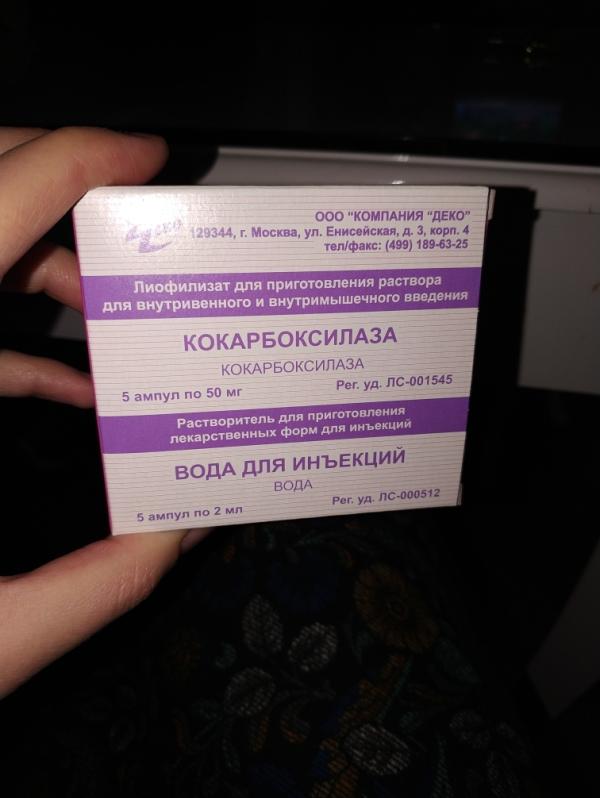 Деко
ООО "КОМПАНИЯ "ДЕКО"
129344, г. Москва, ул. Енисейская, д. 3, корп. 4
тел/факс: (499) 189-63-25
Лиофилизат для приготовления раствора
для внутривенного и внутримышечного введения
КОКАРБОКСИЛАЗА
КОКАРБОКСИЛАЗА
5 ампул по 50 мг Рег. уд. ЛС-001545
Растворитель для приготовления
лекарственных форм для инъекций
ВОДА ДЛЯ ИНЪЕКЦИЙ
ВОДА
5 ампул по 2 мл Рег. уд. ЛС-000512